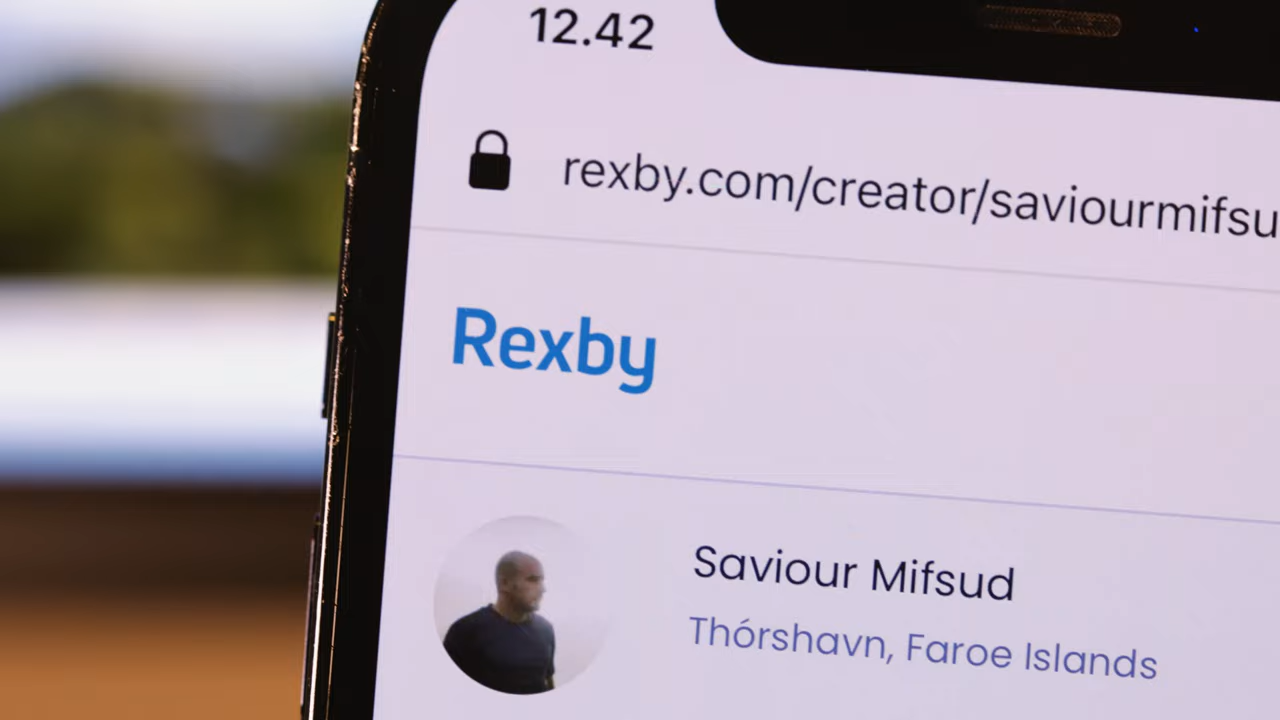 12.42
rexby.com/creator/saviourmifsu
Rexby
Saviour Mifsud
Thórshavn, Faroe Islands